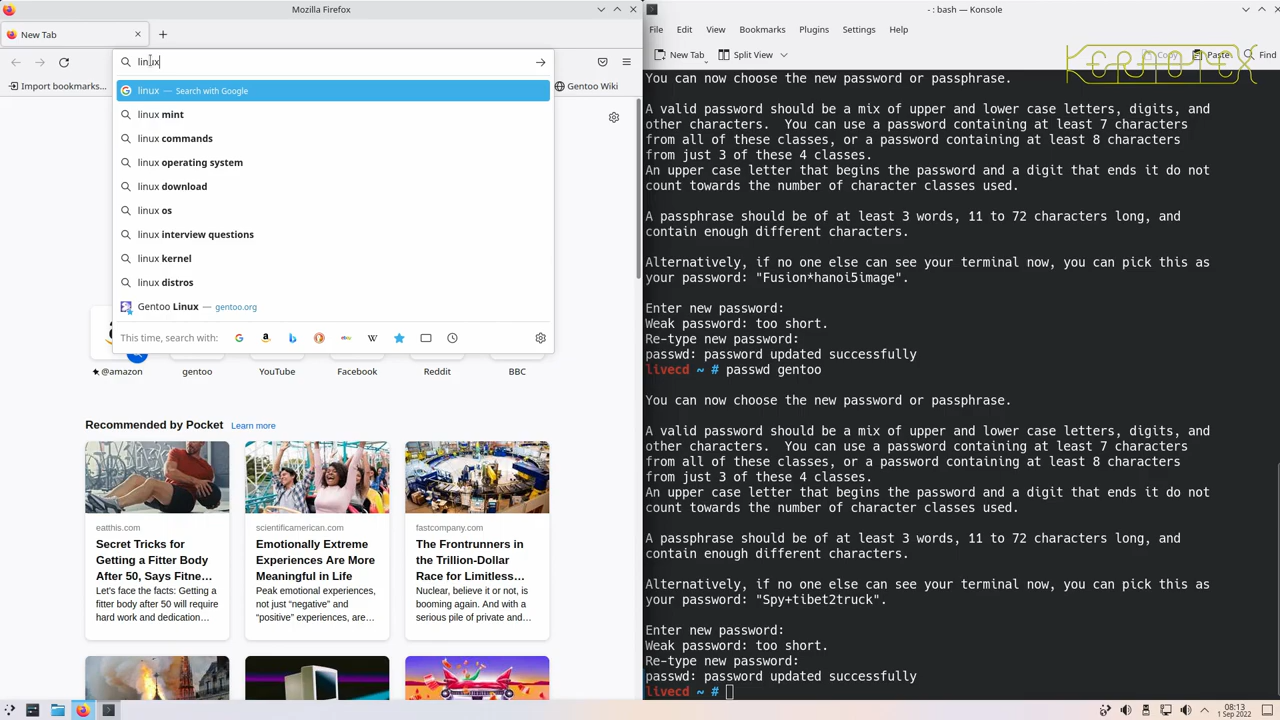 Mozilla Firefox
New Tab
linux
Import bookmarks...
Gentoo Wiki
linux — Search with Google
linux mint
linux commands
linux operating system
linux download
linux os
linux interview questions
linux kernel
linux distros
Gentoo Linux — gentoo.org
This time, search with:
@amazon
gentoo
YouTube
Facebook
Reddit
BBC
Recommended by Pocket Learn more
eatthis.com
Secret Tricks for
Getting a Fitter Body
After 50, Says Fitne...
Let's face the facts: Getting a
fitter body after 50 will require
hard work and dedication...
scientificamerican.com
Emotionally Extreme
Experiences Are More
Meaningful in Life
Peak emotional experiences,
not just “negative” and
“positive” experiences, are...
fastcompany.com
The Frontrunners in
the Trillion-Dollar
Race for Limitless...
Nuclear, believe it or not, is
booming again. And with a
serious pile of private and...
- : bash — Konsole
File Edit View Bookmarks Plugins Settings Help
New Tab Split View Copy Paste Find
KERNOTEX
You can now choose the new password or passphrase.
A valid password should be a mix of upper and lower case letters, digits, and
other characters. You can use a password containing at least 7 characters
from all of these classes, or a password containing at least 8 characters
from just 3 of these 4 classes.
An upper case letter that begins the password and a digit that ends it do not
count towards the number of character classes used.
A passphrase should be of at least 3 words, 11 to 72 characters long, and
contain enough different characters.
Alternatively, if no one else can see your terminal now, you can pick this as
your password: "Fusion*hanoi5image".
Enter new password:
Weak password: too short.
Re-type new password:
passwd: password updated successfully
livecd ~ # passwd gentoo
You can now choose the new password or passphrase.
A valid password should be a mix of upper and lower case letters, digits, and
other characters. You can use a password containing at least 7 characters
from all of these classes, or a password containing at least 8 characters
from just 3 of these 4 classes.
An upper case letter that begins the password and a digit that ends it do not
count towards the number of character classes used.
A passphrase should be of at least 3 words, 11 to 72 characters long, and
contain enough different characters.
Alternatively, if no one else can see your terminal now, you can pick this as
your password: "Spy+tibet2truck".
Enter new password:
Weak password: too short.
Re-type new password:
passwd: password updated successfully
livecd ~ #
08:13
1 Sep 2022